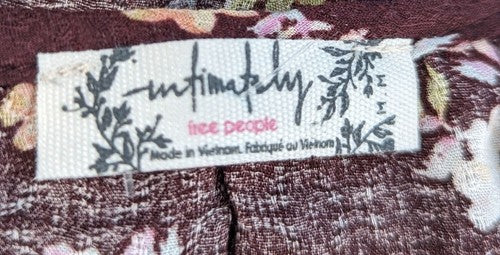 intimately
free people
Made in Vietnam. Fabriqué au Vietnam